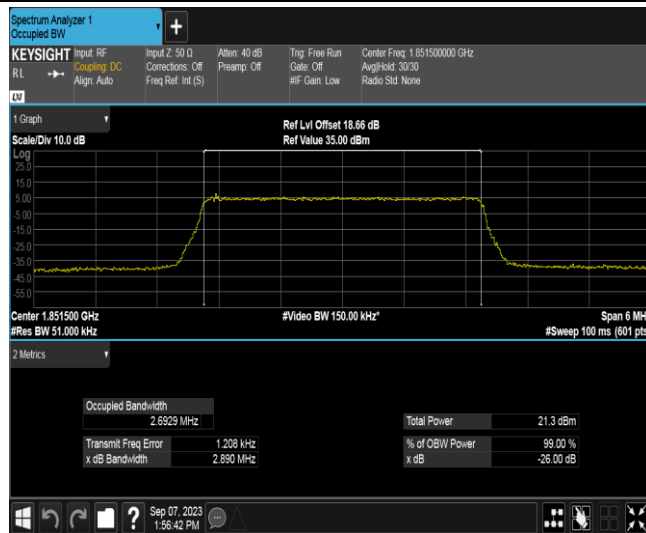 Spectrum Analyzer 1
Occupied BW
+
KEYSIGHT
RL
LXI
Input: RF
Coupling: DC
Align: Auto
Input Z: 50 Ω
Corrections: Off
Freq Ref: Int (S)
Atten: 40 dB
Preamp: Off
Trig: Free Run
Gate: Off
#IF Gain: Low
Center Freq: 1.851500000 GHz
Avg|Hold: 30/30
Radio Std: None
1 Graph
Scale/Div 10.0 dB
Ref Lvl Offset 18.66 dB
Ref Value 35.00 dBm
Log
25.0
15.0
5.00
-5.00
-15.0
-25.0
-35.0
-45.0
-55.0
Center 1.851500 GHz
#Res BW 51.000 kHz
#Video BW 150.00 kHz*
Span 6 MH
#Sweep 100 ms (601 pts
2 Metrics
Occupied Bandwidth
2.6929 MHz
Total Power 21.3 dBm
Transmit Freq Error 1.208 kHz
% of OBW Power 99.00 %
x dB Bandwidth 2.890 MHz
x dB -26.00 dB
?
Sep 07, 2023
1:56:42 PM